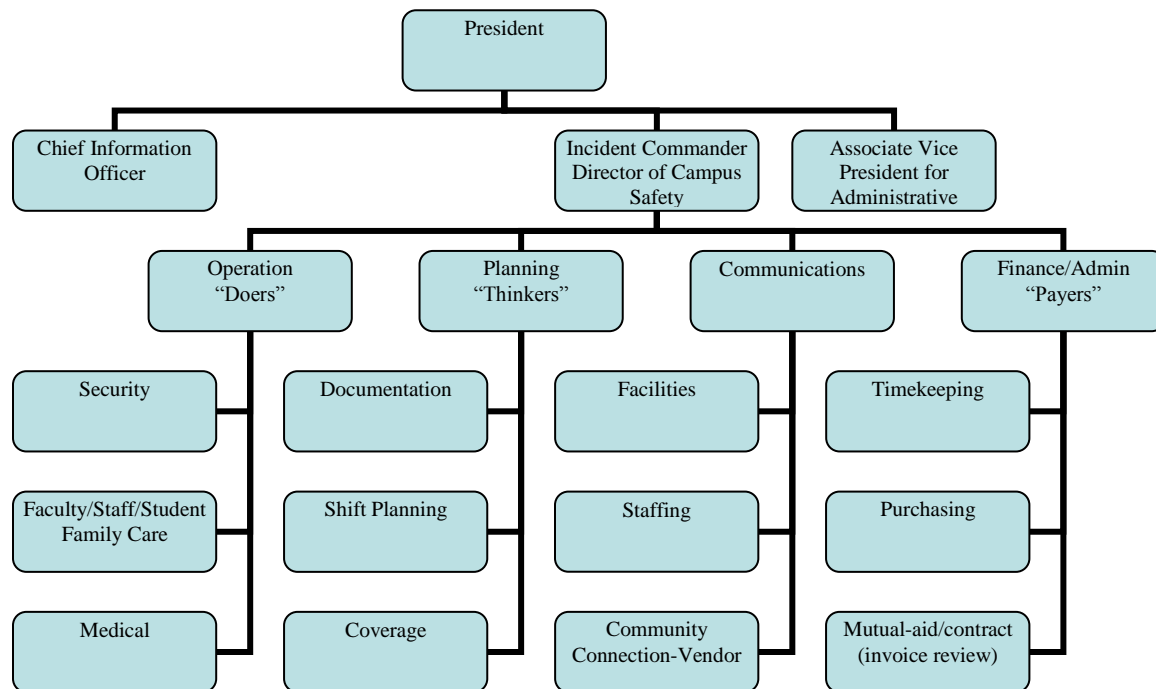 President
Chief Information
Officer
Incident Commander
Director of Campus
Safety
Associate Vice
President for
Administrative
Operation
“Doers”
Planning
“Thinkers”
Communications
Finance/Admin
“Payers”
Security
Documentation
Facilities
Timekeeping
Faculty/Staff/Student
Family Care
Shift Planning
Staffing
Purchasing
Medical
Coverage
Community
Connection-Vendor
Mutual-aid/contract
(invoice review)